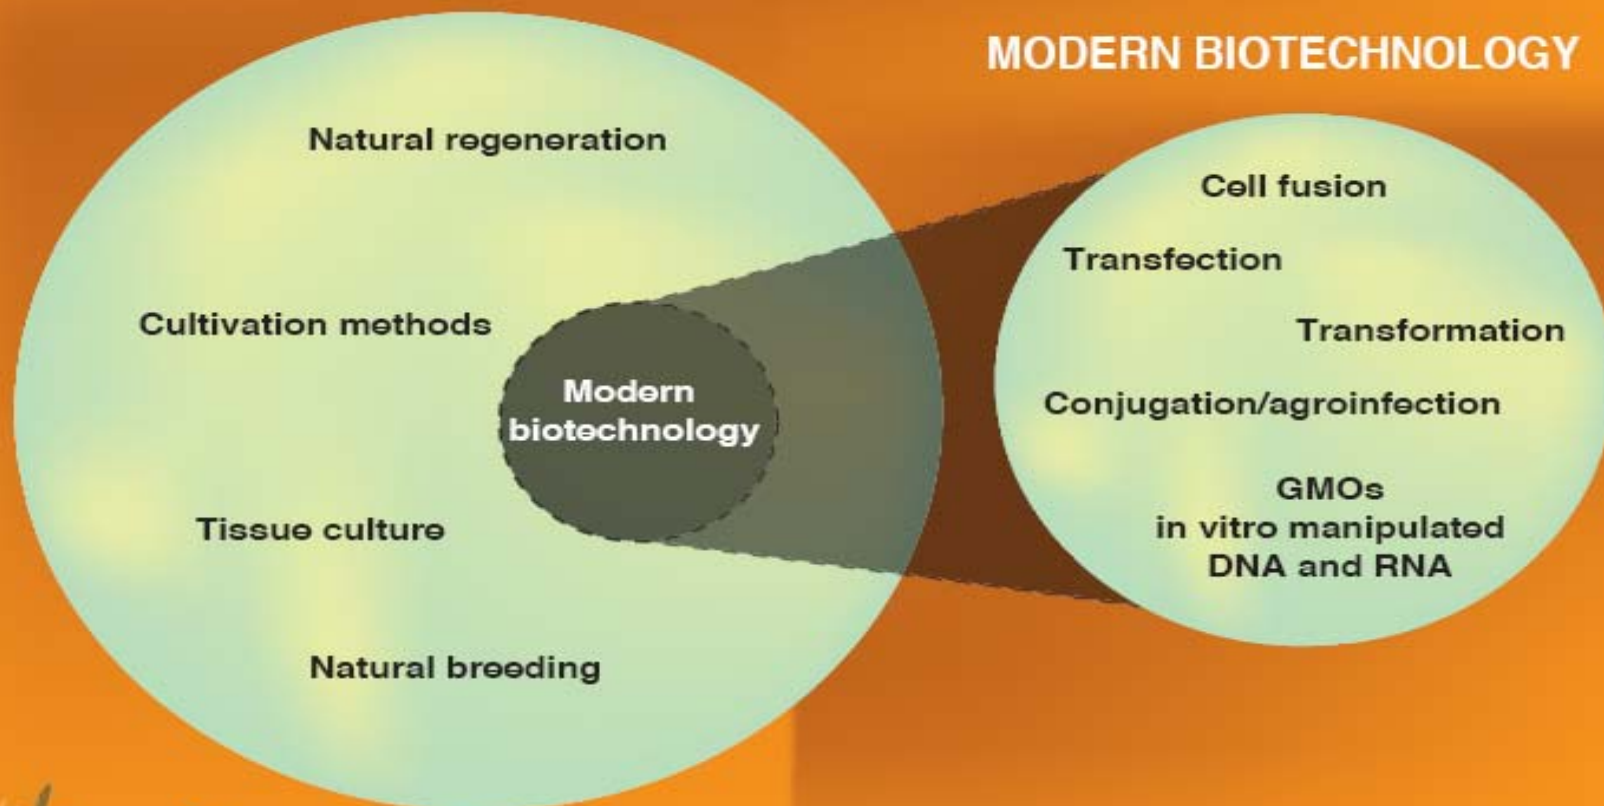 MODERN BIOTECHNOLOGY
Natural regeneration
Cultivation methods
Modern
biotechnology
Tissue culture
Natural breeding
Cell fusion
Transfection
Transformation
Conjugation/agroinfection
GMOs
in vitro manipulated
DNA and RNA